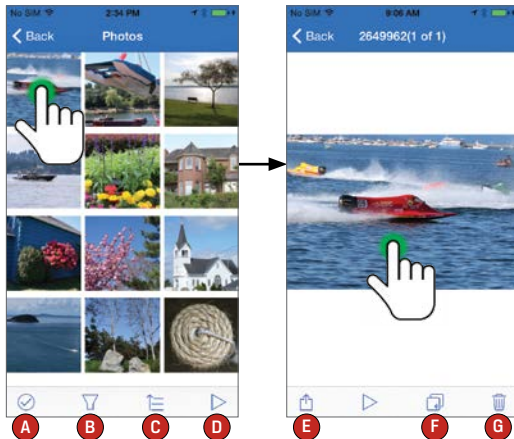 No SIM 2:34 PM
Back Photos
A B C D
No SIM 9:06 AM
Back 2649962(1 of 1)
E F G